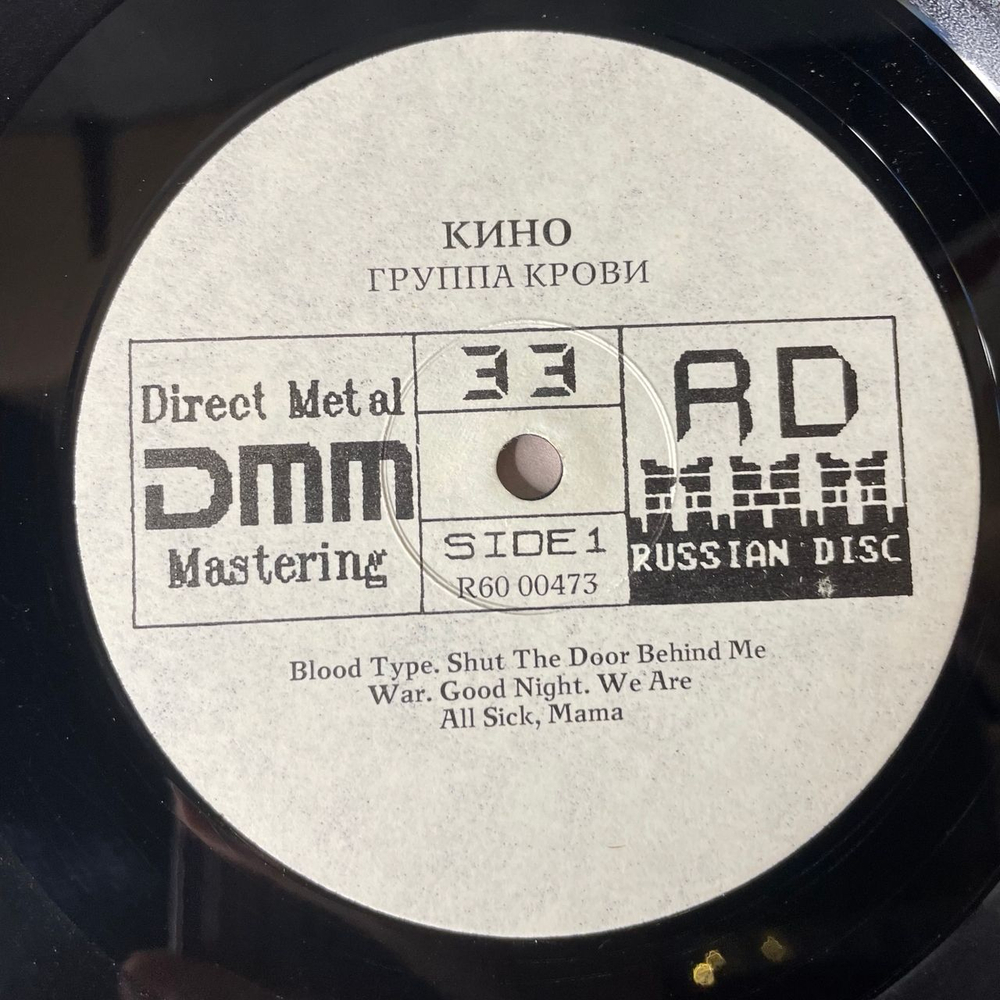 КИНО
ГРУППА КРОВИ
Direct Metal
DMM
Mastering
33
SIDE 1
R60 00473
RD
RUSSIAN DISC
Blood Type. Shut The Door Behind Me
War. Good Night. We Are
All Sick, Mama